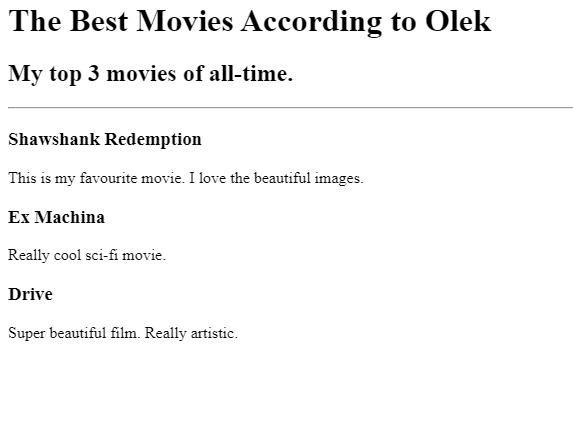 The Best Movies According to Olek
My top 3 movies of all-time.
Shawshank Redemption
This is my favourite movie. I love the beautiful images.
Ex Machina
Really cool sci-fi movie.
Drive
Super beautiful film. Really artistic.